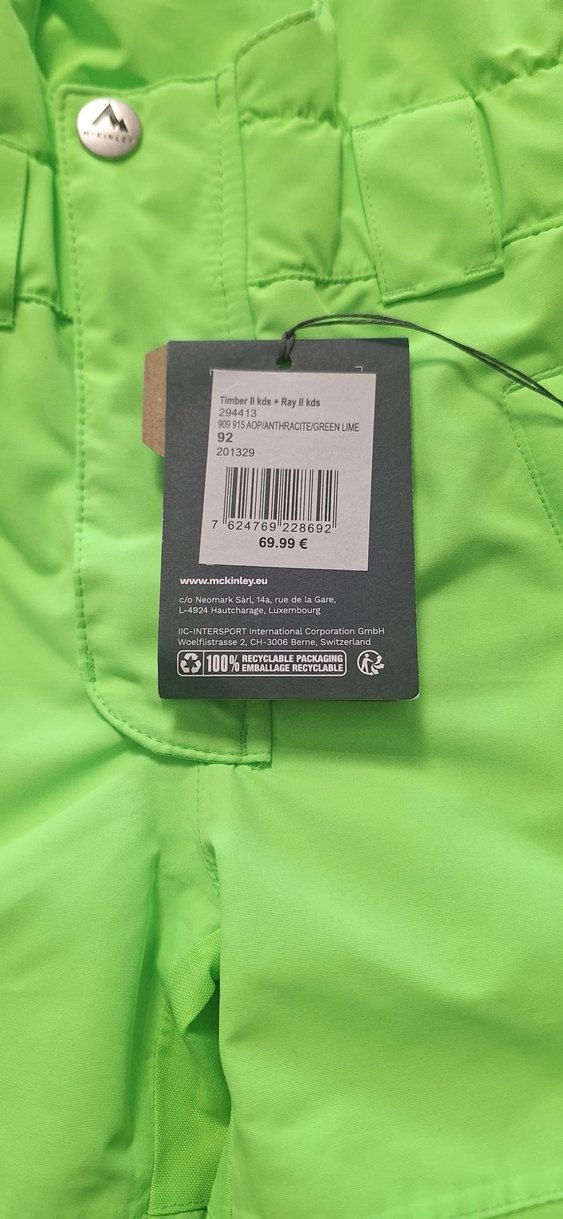 McKINLEY
Timber II kds + Ray II kds
294413
909 915 AOP/ANTHRACITE/GREEN LIME
92
201329
7 624769 228692
69.99 €
www.mckinley.eu
c/o Neomark Sàrl, 14a, rue de la Gare,
L-4924 Hautcharage, Luxembourg
IIC-INTERSPORT International Corporation GmbH
Woelflistrasse 2, CH-3006 Berne, Switzerland
100% RECYCLABLE PACKAGING
EMBALLAGE RECYCLABLE